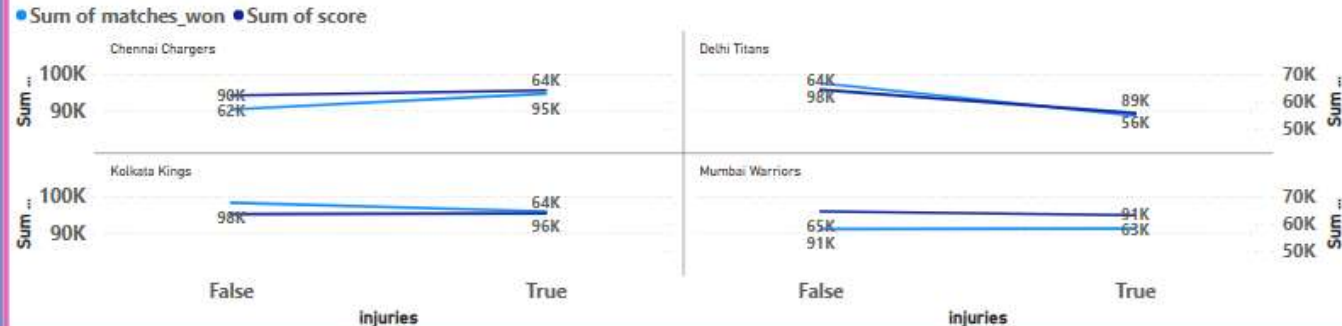 Sum of matches_won Sum of score
Chennai Chargers Delhi Titans
100K 90K 62K 64K 95K 64K 98K 89K 56K 70K
Sum ... 90K 60K Sum ...
50K
Kolkata Kings Mumbai Warriors
100K 98K 64K 96K 65K 91K 91K 63K 70K
Sum ... 90K 60K Sum ...
50K
False True False True
injuries injuries